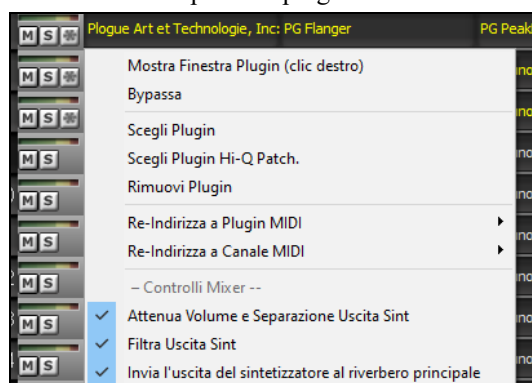 M S Plogue Art et Technologie, Inc: PG Flanger PG Peak
M S
M S
M S
M S
M S
M S
M S
M S
Mostra Finestra Plugin (clic destro)
Bypassa
Scegli Plugin
Scegli Plugin Hi-Q Patch.
Rimuovi Plugin
Re-Indirizza a Plugin MIDI
Re-Indirizza a Canale MIDI
– Controlli Mixer --
Attenua Volume e Separazione Uscita Sint
Filtra Uscita Sint
Invia l'uscita del sintetizzatore al riverbero principale